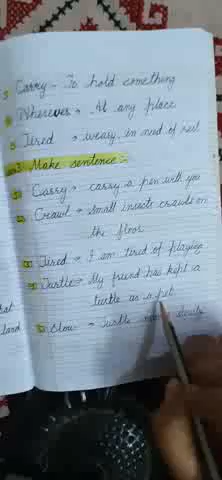 Carry - To hold something
Wherever - At any place
Tired - weary, in need of rest
Make sentence :-
Carry - carry a pen with you
Crawl - Small insects crawls on
the floor
Tired - I am tired of playing
Turtle - My friend has kept a
turtle as a pet
Slow - Turtle slowly
land